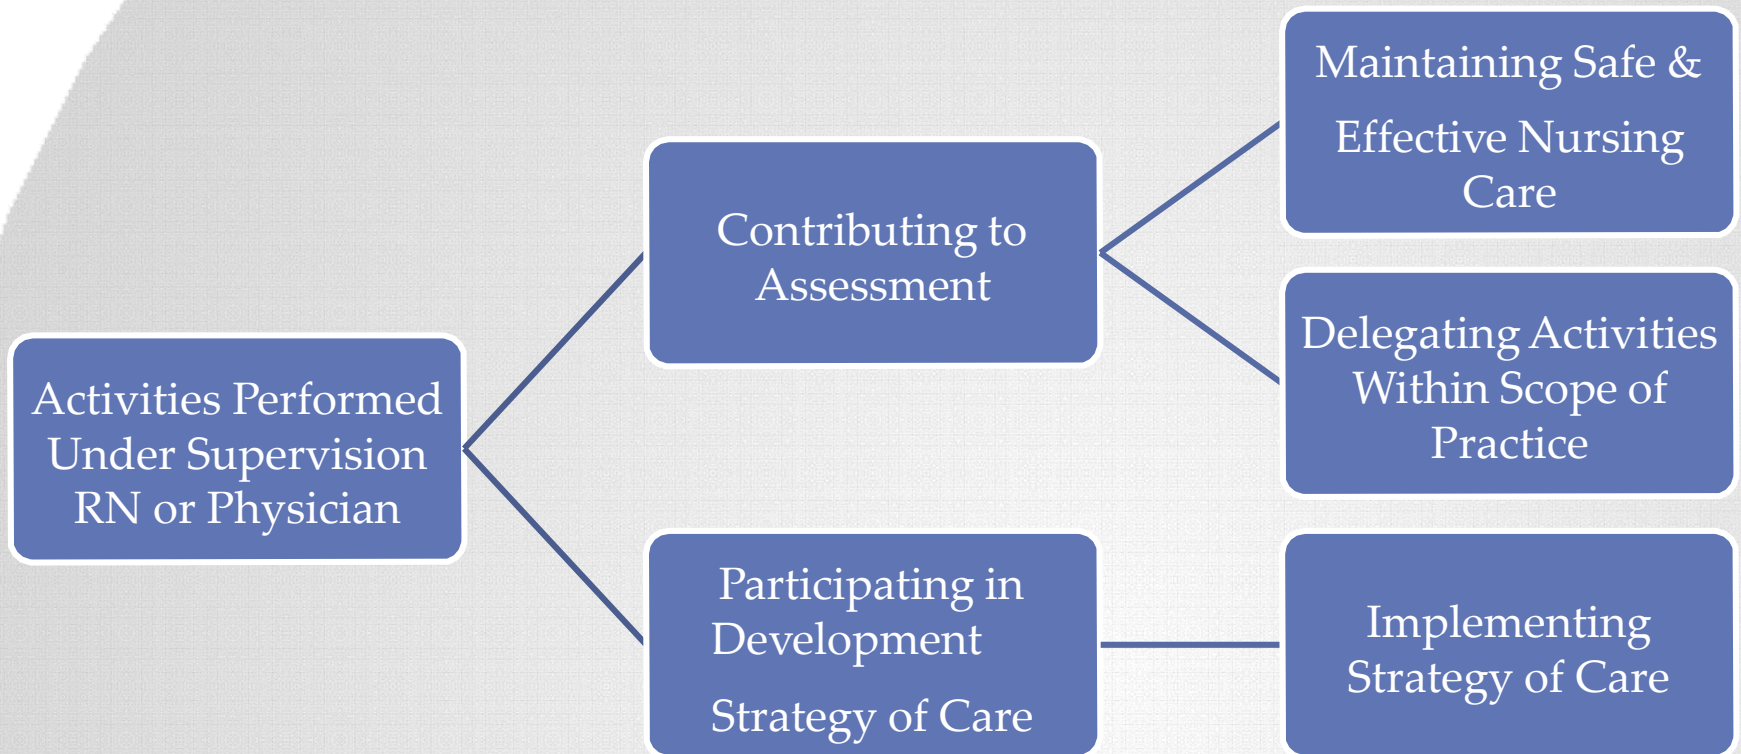 Activities Performed
Under Supervision
RN or Physician
Contributing to
Assessment
Participating in
Development
Strategy of Care
Maintaining Safe &
Effective Nursing
Care
Delegating Activities
Within Scope of
Practice
Implementing
Strategy of Care